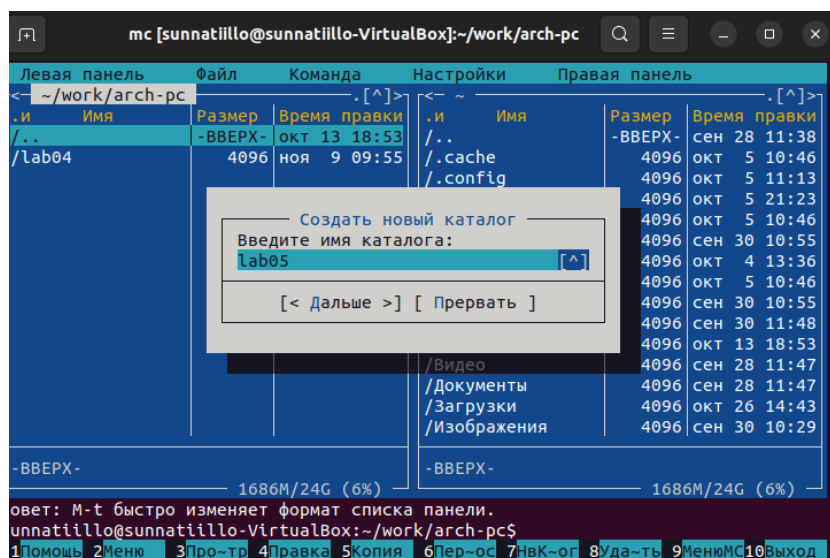 mc [sunnatiillo@sunnatiillo-VirtualBox]:~/work/arch-pc
Левая панель Файл Команда Настройки Правая панель
<— ~/work/arch-pc .[^]> <— ~ .[^]>
.и Имя Размер Время правки .и Имя Размер Время правки
/.. -ВВЕРХ- окт 13 18:53 /.. -ВВЕРХ- сен 28 11:38
/lab04 4096 ноя 9 09:55 /.cache 4096 окт 5 10:46
/.config 4096 окт 5 11:13
4096 окт 5 21:23
Создать новый каталог 4096 окт 5 10:46
Введите имя каталога: 4096 сен 30 10:55
lab05 [^] 4096 окт 4 13:36
4096 окт 5 10:46
[< Дальше >] [ Прервать ] 4096 сен 30 10:55
4096 сен 30 11:48
4096 окт 13 18:53
/Видео 4096 сен 28 11:47
/Документы 4096 сен 28 11:47
/Загрузки 4096 окт 26 14:43
/Изображения 4096 сен 30 10:29
-ВВЕРХ- -ВВЕРХ-
1686M/24G (6%) 1686M/24G (6%)
овет: M-t быстро изменяет формат списка панели.
unnatiillo@sunnatiillo-VirtualBox:~/work/arch-pc$
1Помощь 2Меню 3Про~тр 4Правка 5Копия 6Пер~ос 7НвК~ог 8Уда~ть 9МенюMC 10Выход